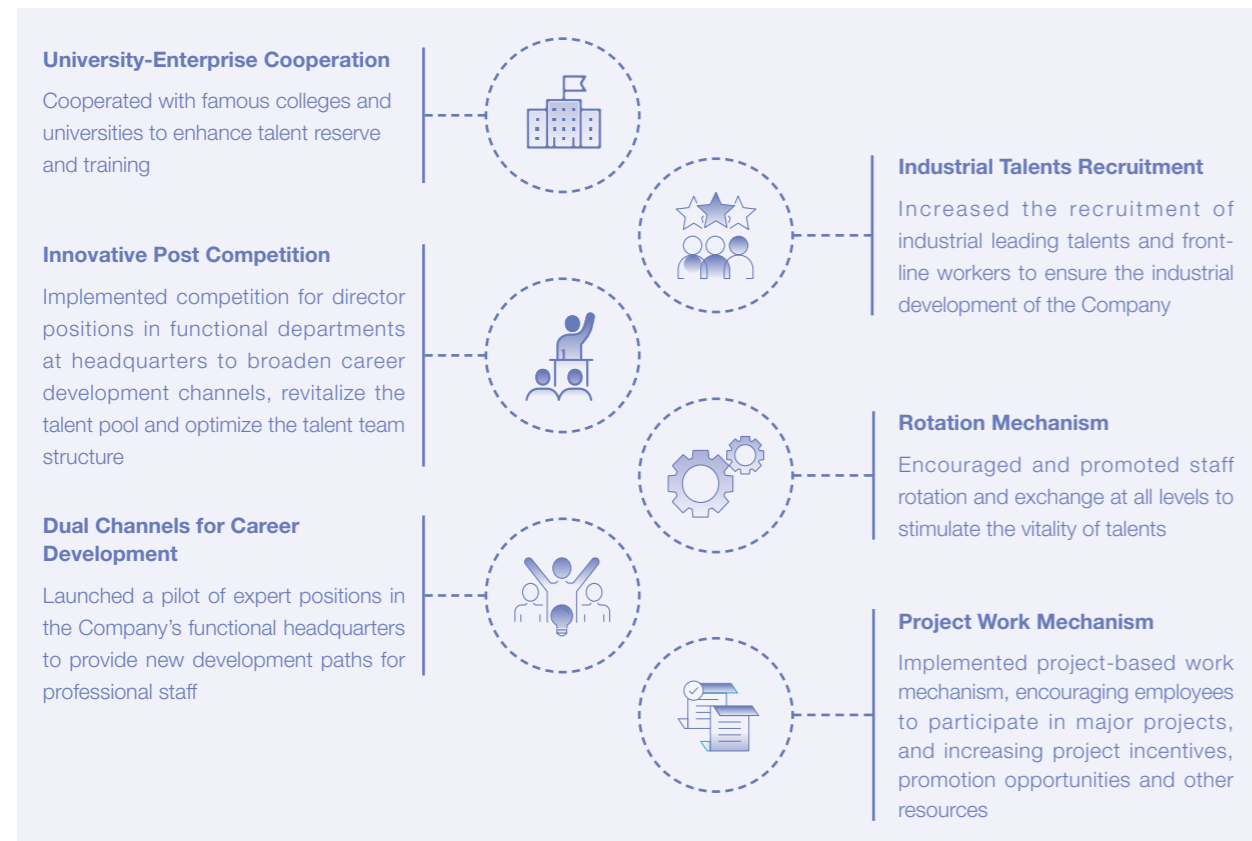 University-Enterprise Cooperation
Cooperated with famous colleges and
universities to enhance talent reserve
and training
Industrial Talents Recruitment
Increased the recruitment of
industrial leading talents and front-
line workers to ensure the industrial
development of the Company
Innovative Post Competition
Implemented competition for director
positions in functional departments
at headquarters to broaden career
development channels, revitalize the
talent pool and optimize the talent team
structure
Rotation Mechanism
Encouraged and promoted staff
rotation and exchange at all levels to
stimulate the vitality of talents
Dual Channels for Career
Development
Launched a pilot of expert positions in
the Company's functional headquarters
to provide new development paths for
professional staff
Project Work Mechanism
Implemented project-based work
mechanism, encouraging employees
to participate in major projects,
and increasing project incentives,
promotion opportunities and other
resources